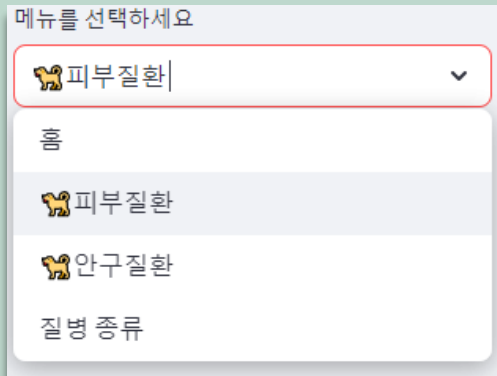 메뉴를 선택하세요
🐕피부질환
홈
🐕피부질환
🐕안구질환
질병 종류